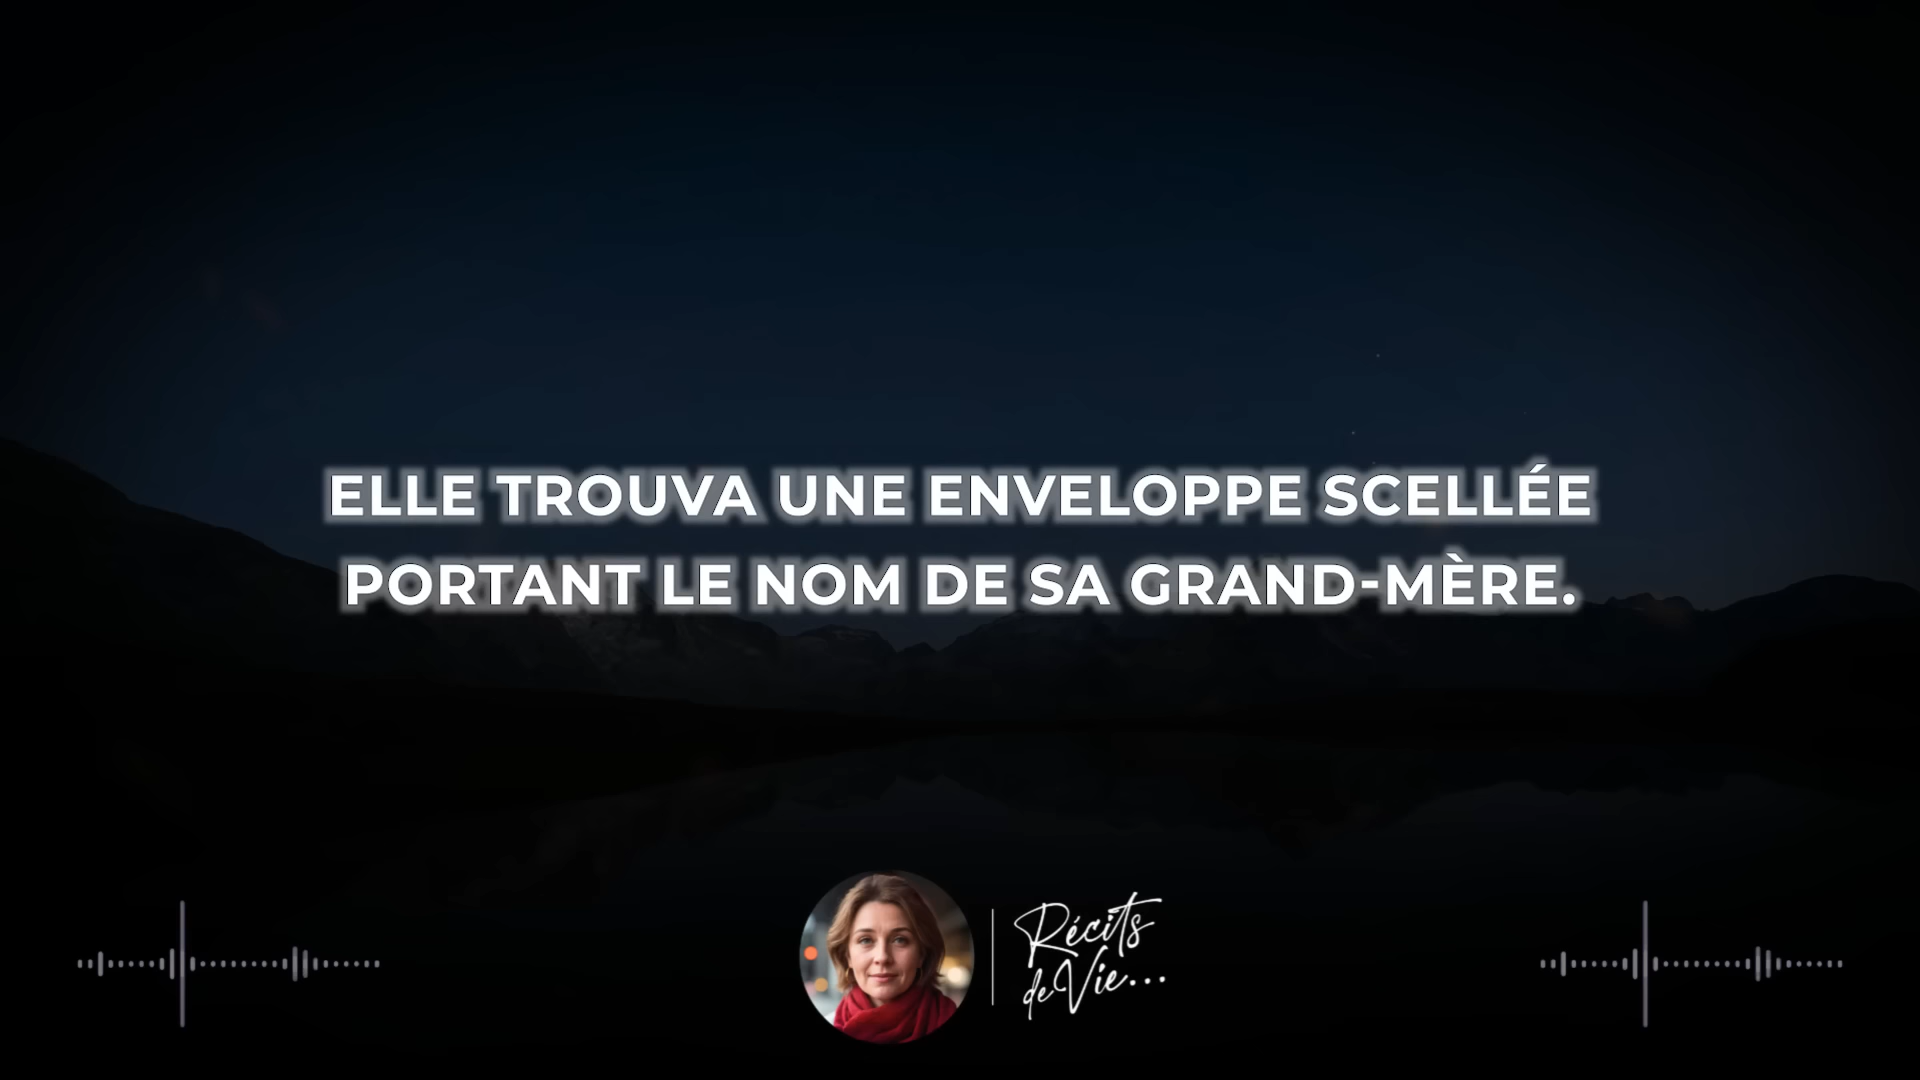 ELLE TROUVA UNE ENVELOPPE SCELLÉE
PORTANT LE NOM DE SA GRAND-MÈRE.
Récits
de Vie...